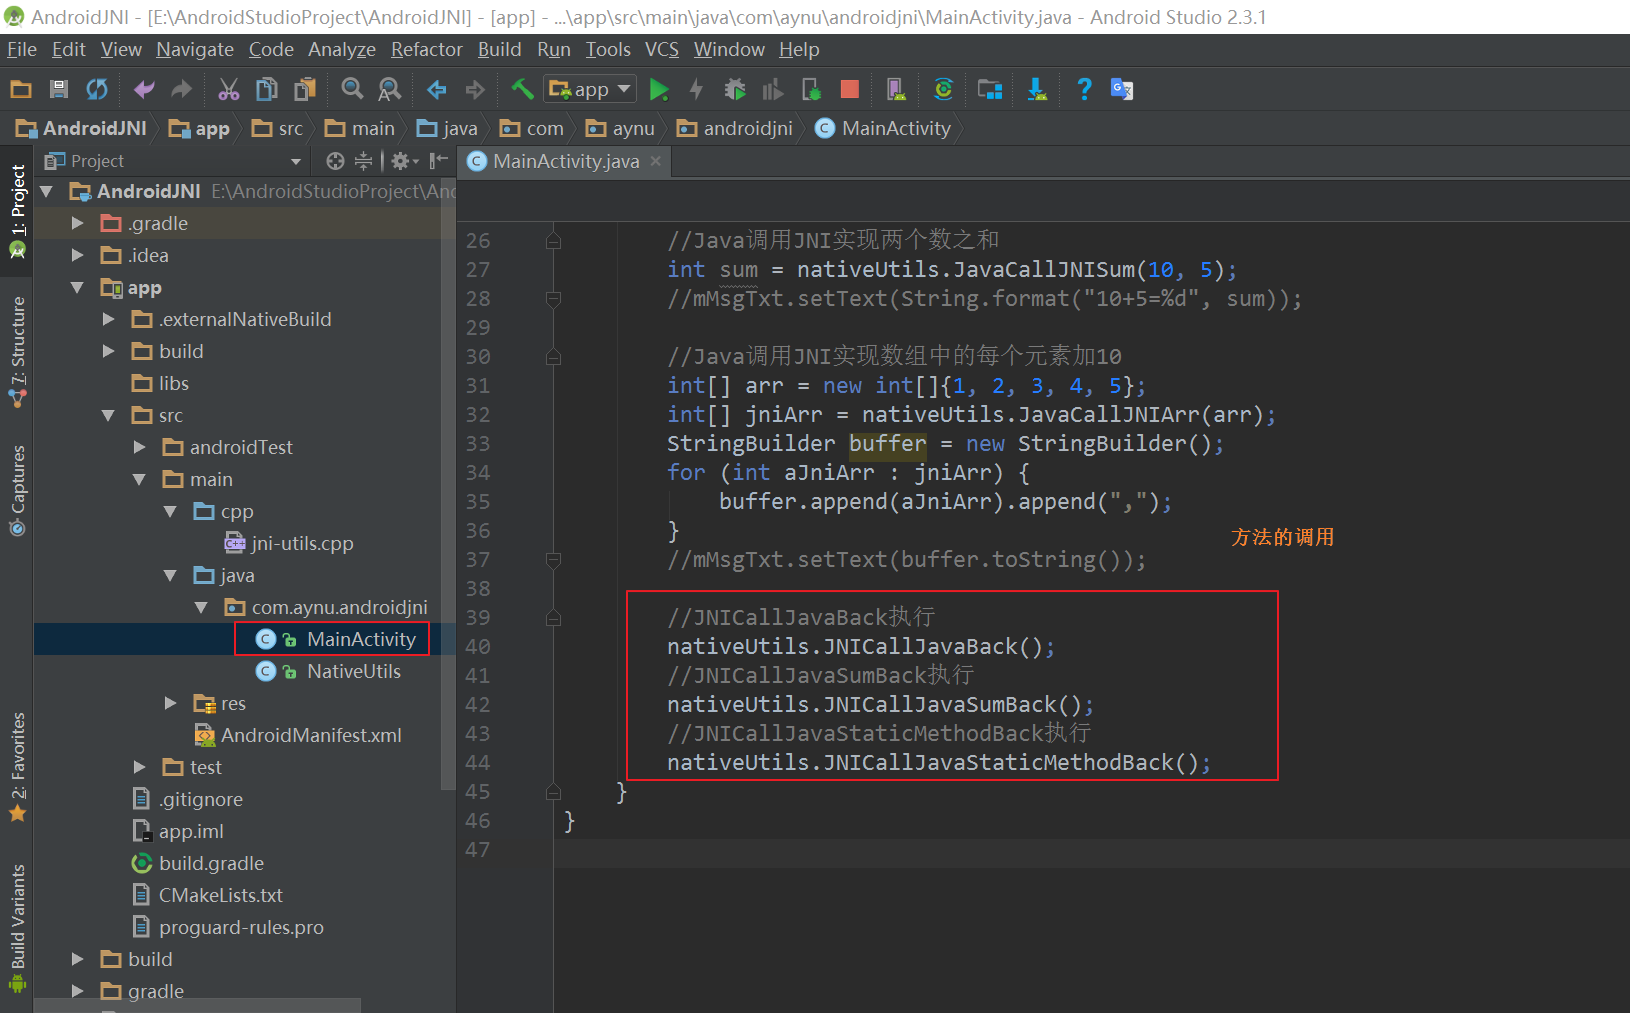 AndroidJNI - [E:\AndroidStudioProject\AndroidJNI] - [app] - ...\app\src\main\java\com\aynu\androidjni\MainActivity.java - Android Studio 2.3.1
File Edit View Navigate Code Analyze Refactor Build Run Tools VCS Window Help
app
AndroidJNI app src main java com aynu androidjni MainActivity
Project
MainActivity.java
1: Project
7: Structure
Captures
2: Favorites
Build Variants
AndroidJNI E:\AndroidStudioProject\And
.gradle
.idea
app
.externalNativeBuild
build
libs
src
androidTest
main
cpp
jni-utils.cpp
java
com.aynu.androidjni
MainActivity
NativeUtils
res
AndroidManifest.xml
test
.gitignore
app.iml
build.gradle
CMakeLists.txt
proguard-rules.pro
build
gradle
26 //Java调用JNI实现两个数之和
27 int sum = nativeUtils.JavaCallJNISum(10, 5);
28 //mMsgTxt.setText(String.format("10+5=%d", sum));
29
30 //Java调用JNI实现数组中的每个元素加10
31 int[] arr = new int[]{1, 2, 3, 4, 5};
32 int[] jniArr = nativeUtils.JavaCallJNIArr(arr);
33 StringBuilder buffer = new StringBuilder();
34 for (int aJniArr : jniArr) {
35 buffer.append(aJniArr).append(",");
36 }
方法的调用
37 //mMsgTxt.setText(buffer.toString());
38
39 //JNICallJavaBack执行
40 nativeUtils.JNICallJavaBack();
41 //JNICallJavaSumBack执行
42 nativeUtils.JNICallJavaSumBack();
43 //JNICallJavaStaticMethodBack执行
44 nativeUtils.JNICallJavaStaticMethodBack();
45 }
46 }
47